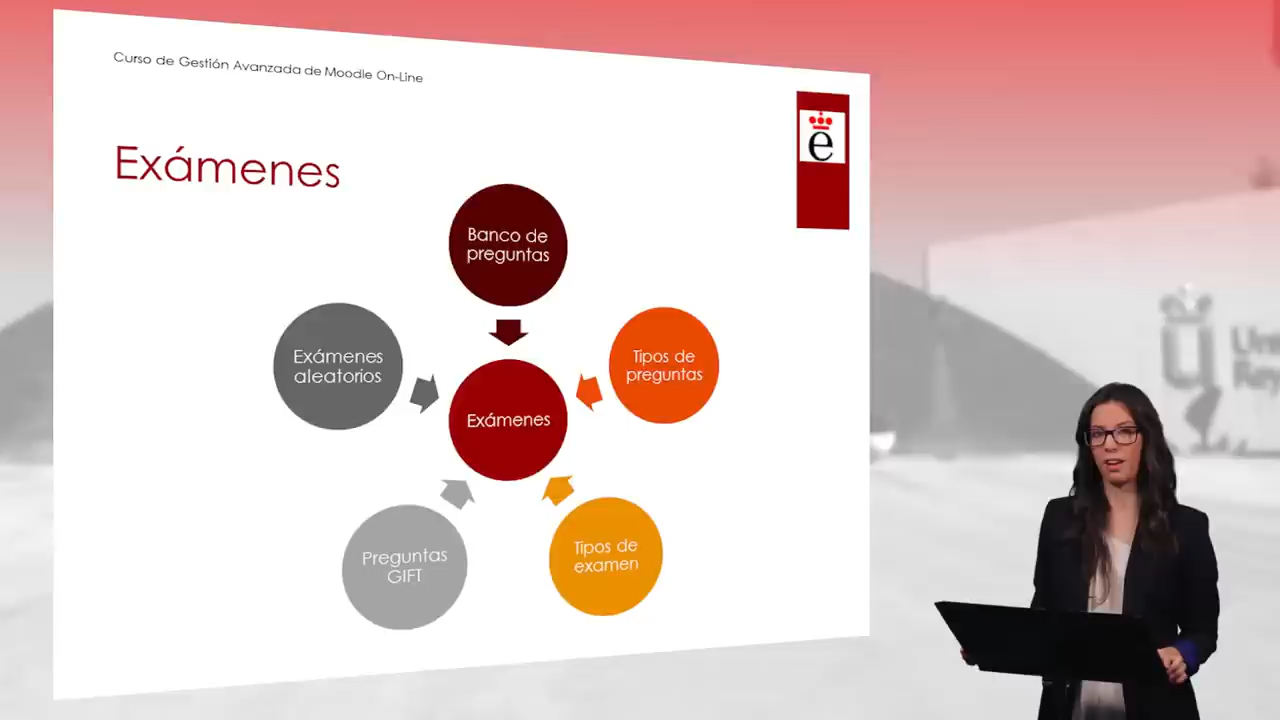 Curso de Gestión Avanzada de Moodle On-Line
e
Exámenes
Banco de
preguntas
Exámenes
aleatorios
Tipos de
preguntas
Exámenes
Preguntas
GIFT
Tipos de
examen